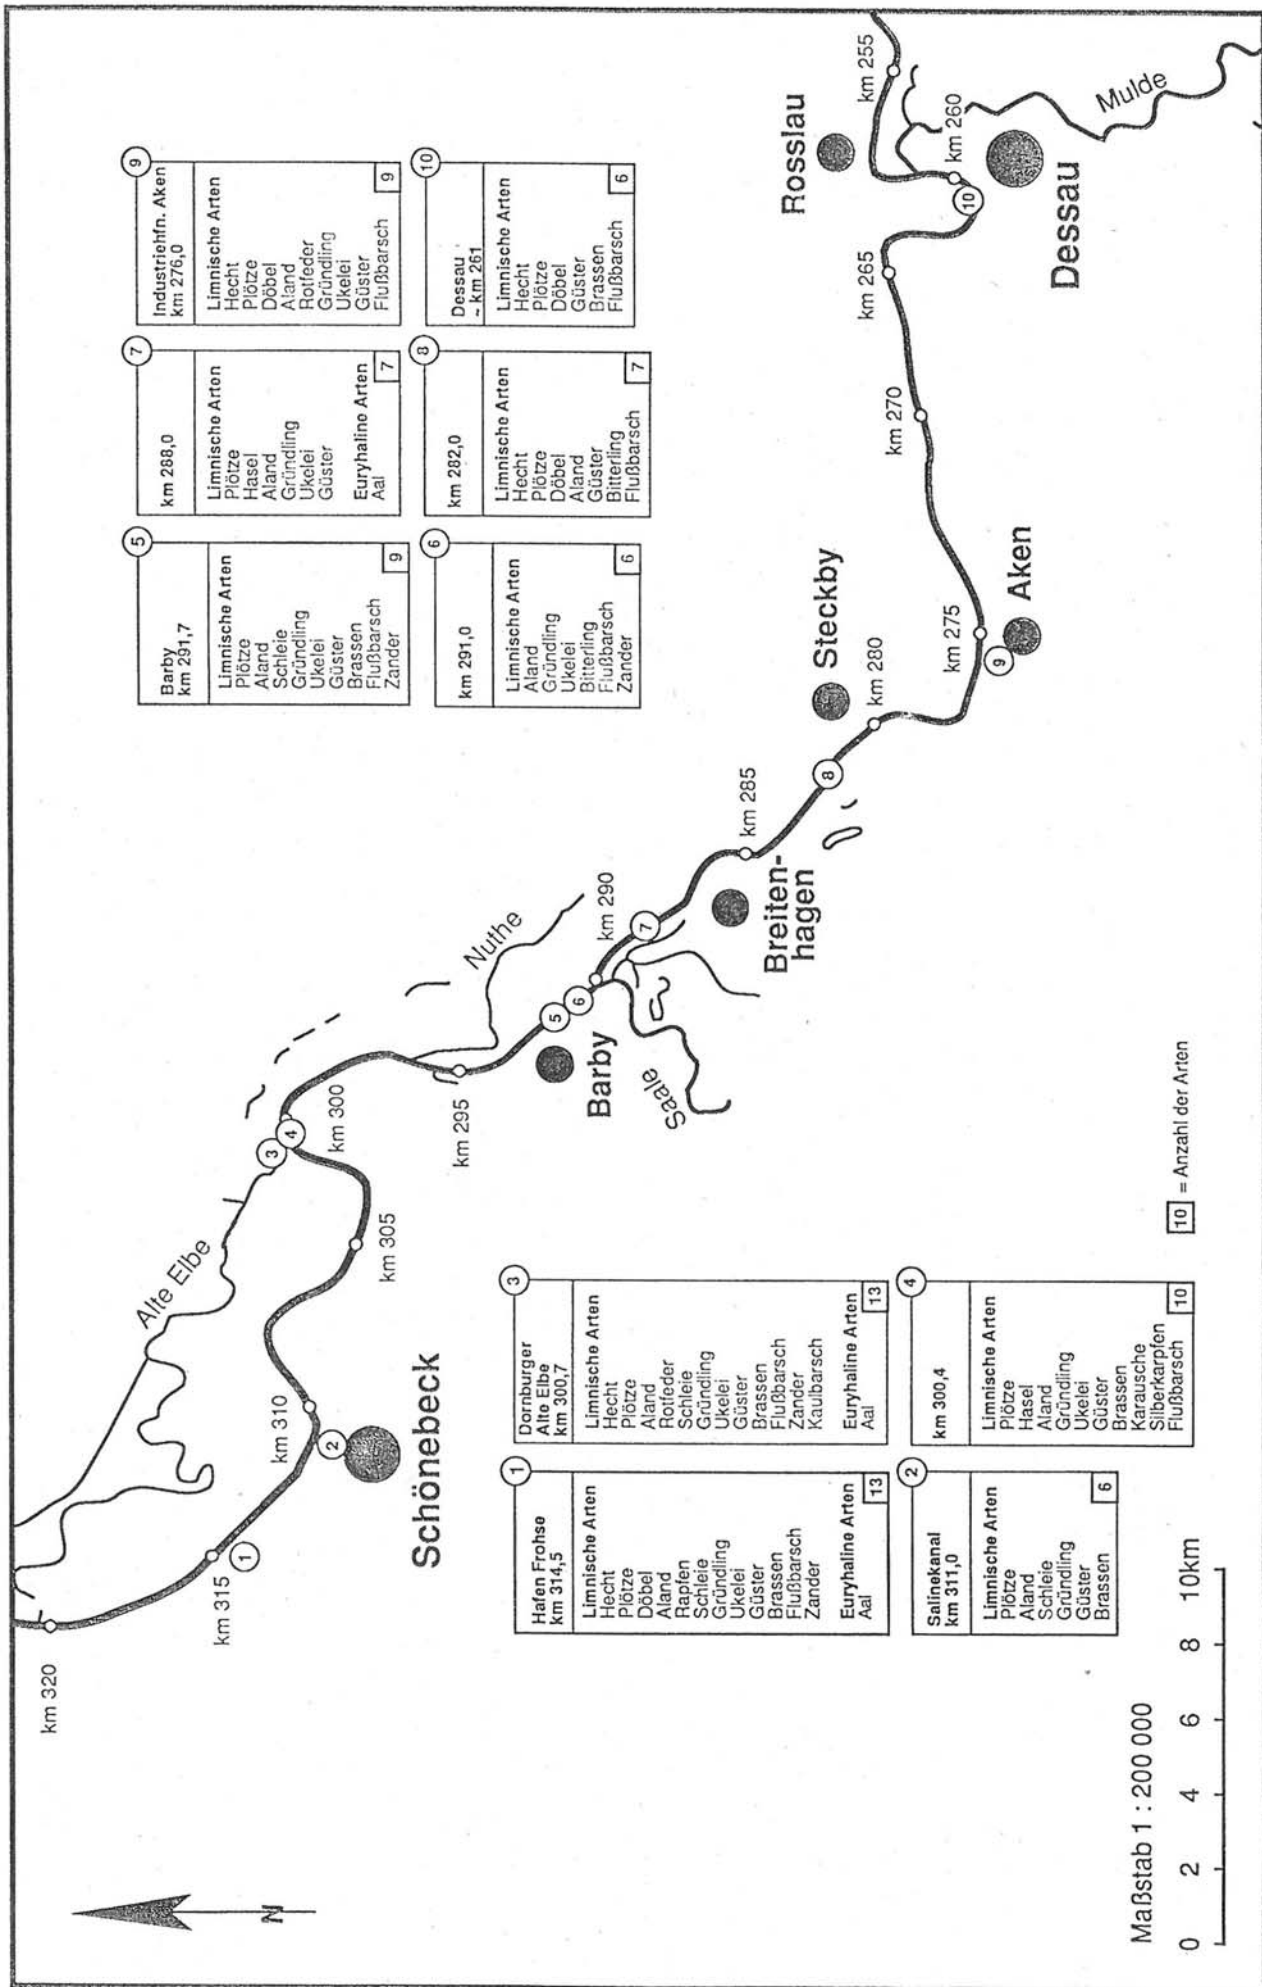 km 320
km 315
1
km 310
2
Schönebeck
Alte Elbe
km 305
3
4
km 300
Nuthe
km 295
5
6
Barby
Saale
km 290
7
Breiten-
hagen
km 285
8
Steckby
km 280
9
km 275
Aken
km 270
km 265
Rosslau
10
km 260
Dessau
km 255
Mulde
5
Barby
km 291,7
Limnische Arten
Plötze
Aland
Schleie
Gründling
Ukelei
Güster
Brassen
Flußbarsch
Zander
9
7
km 288,0
Limnische Arten
Plötze
Hasel
Aland
Gründling
Ukelei
Güster
Euryhaline Arten
Aal
7
9
Industriehfn. Aken
km 276,0
Limnische Arten
Hecht
Plötze
Döbel
Aland
Rotfeder
Gründling
Ukelei
Güster
Flußbarsch
9
6
km 291,0
Limnische Arten
Aland
Gründling
Ukelei
Bitterling
Flußbarsch
Zander
6
8
km 282,0
Limnische Arten
Hecht
Plötze
Döbel
Aland
Güster
Bitterling
Flußbarsch
7
10
Dessau
~ km 261
Limnische Arten
Hecht
Plötze
Döbel
Güster
Brassen
Flußbarsch
6
1
Hafen Frohse
km 314,5
Limnische Arten
Hecht
Plötze
Döbel
Aland
Rapfen
Schleie
Gründling
Ukelei
Güster
Brassen
Flußbarsch
Zander
Euryhaline Arten
Aal
13
3
Dornburger
Alte Elbe
km 300,7
Limnische Arten
Hecht
Plötze
Aland
Rotfeder
Schleie
Gründling
Ukelei
Güster
Brassen
Flußbarsch
Zander
Kaulbarsch
Euryhaline Arten
Aal
13
2
Salinekanal
km 311,0
Limnische Arten
Plötze
Aland
Schleie
Gründling
Güster
Brassen
6
4
km 300,4
Limnische Arten
Plötze
Hasel
Aland
Gründling
Ukelei
Güster
Brassen
Karausche
Silberkarpfen
Flußbarsch
10
10 = Anzahl der Arten
N
Maßstab 1 : 200 000
0 2 4 6 8 10km